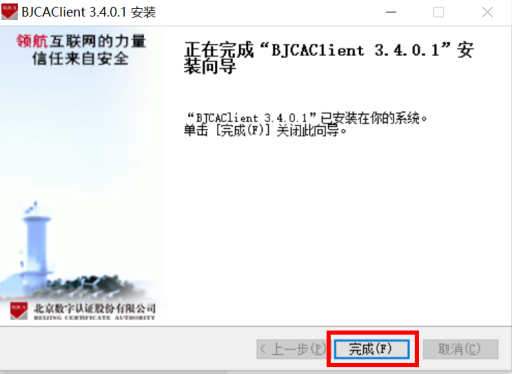 BJCAClient 3.4.0.1 安装
领航互联网的力量
信任来自安全
正在完成“BJCAClient 3.4.0.1”安
装向导
“BJCAClient 3.4.0.1”已安装在你的系统。
单击 [完成(F)] 关闭此向导。
北京数字认证股份有限公司
BEIJING CERTIFICATE AUTHORITY
< 上一步(P) 完成(F) 取消(C)